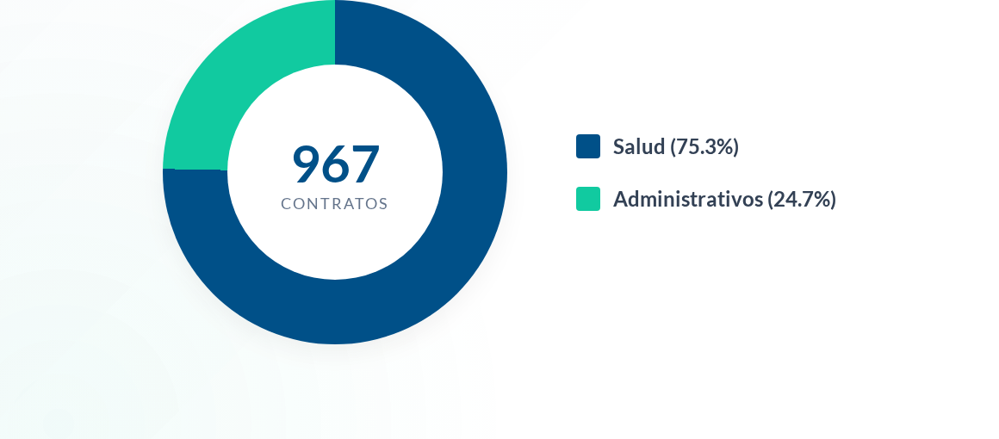 967
CONTRATOS
Salud (75.3%)
Administrativos (24.7%)